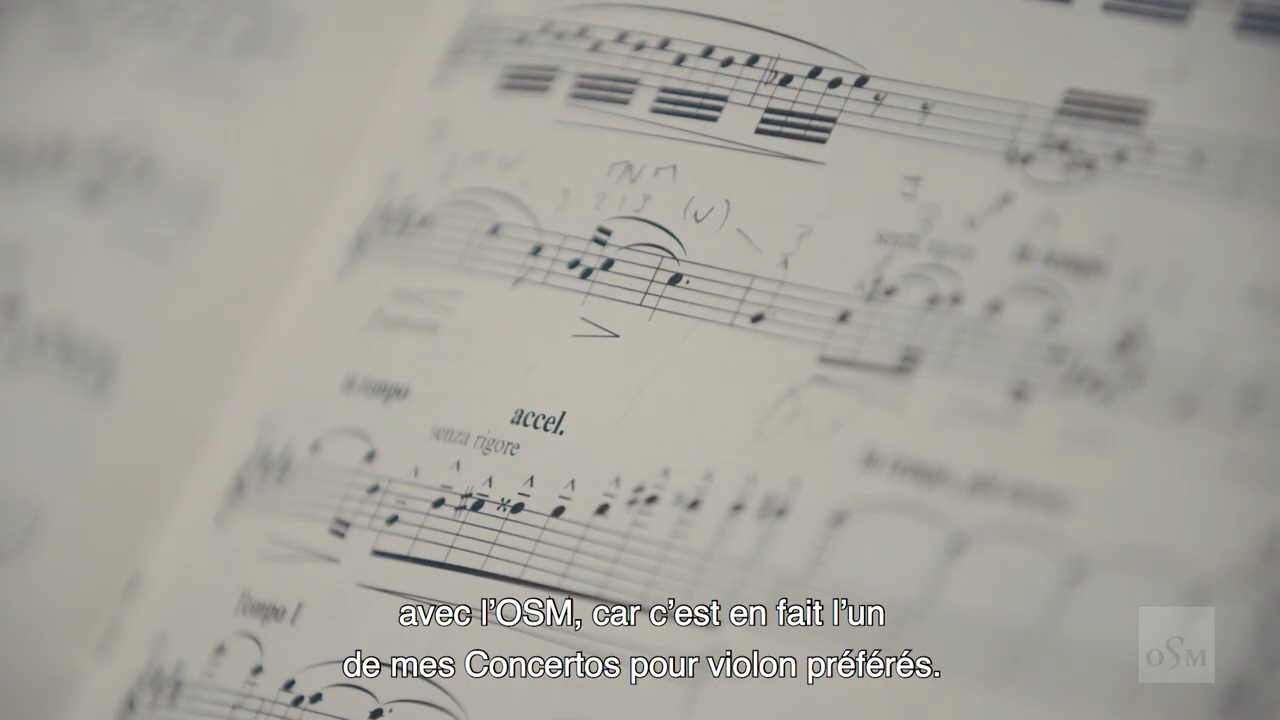 a tempo
accel.
senza rigore
Tempo I
avec l’OSM, car c’est en fait l’un
de mes Concertos pour violon préférés.
OSM